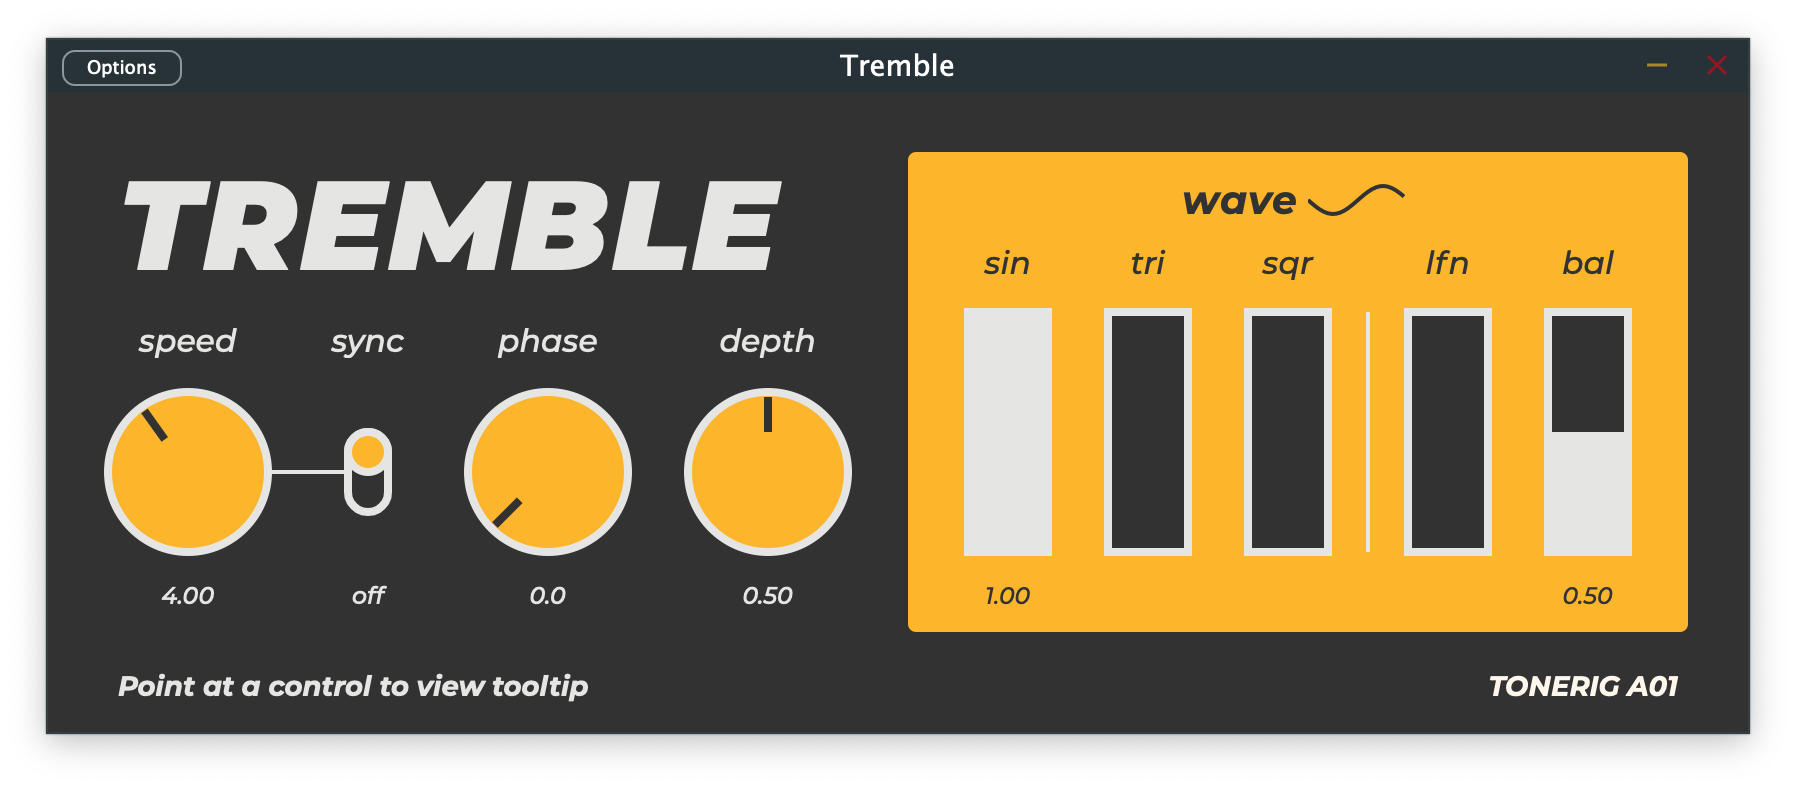 Options
Tremble
TREMBLE
speed sync phase depth
4.00 off 0.0 0.50
wave
sin tri sqr lfn bal
1.00 0.50
Point at a control to view tooltip
TONERIG A01